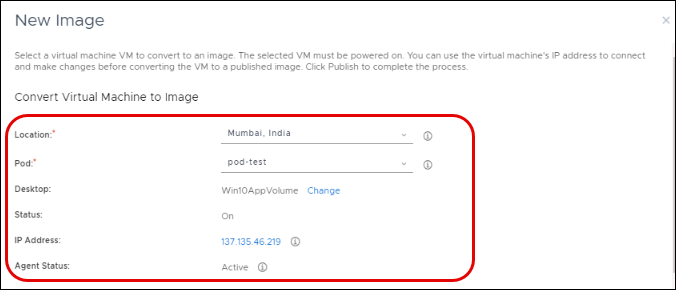 New Image
Select a virtual machine VM to convert to an image. The selected VM must be powered on. You can use the virtual machine's IP address to connect
and make changes before converting the VM to a published image. Click Publish to complete the process.
Convert Virtual Machine to Image
Location:* Mumbai, India
Pod:* pod-test
Desktop: Win10AppVolume Change
Status: On
IP Address: 137.135.46.219
Agent Status: Active